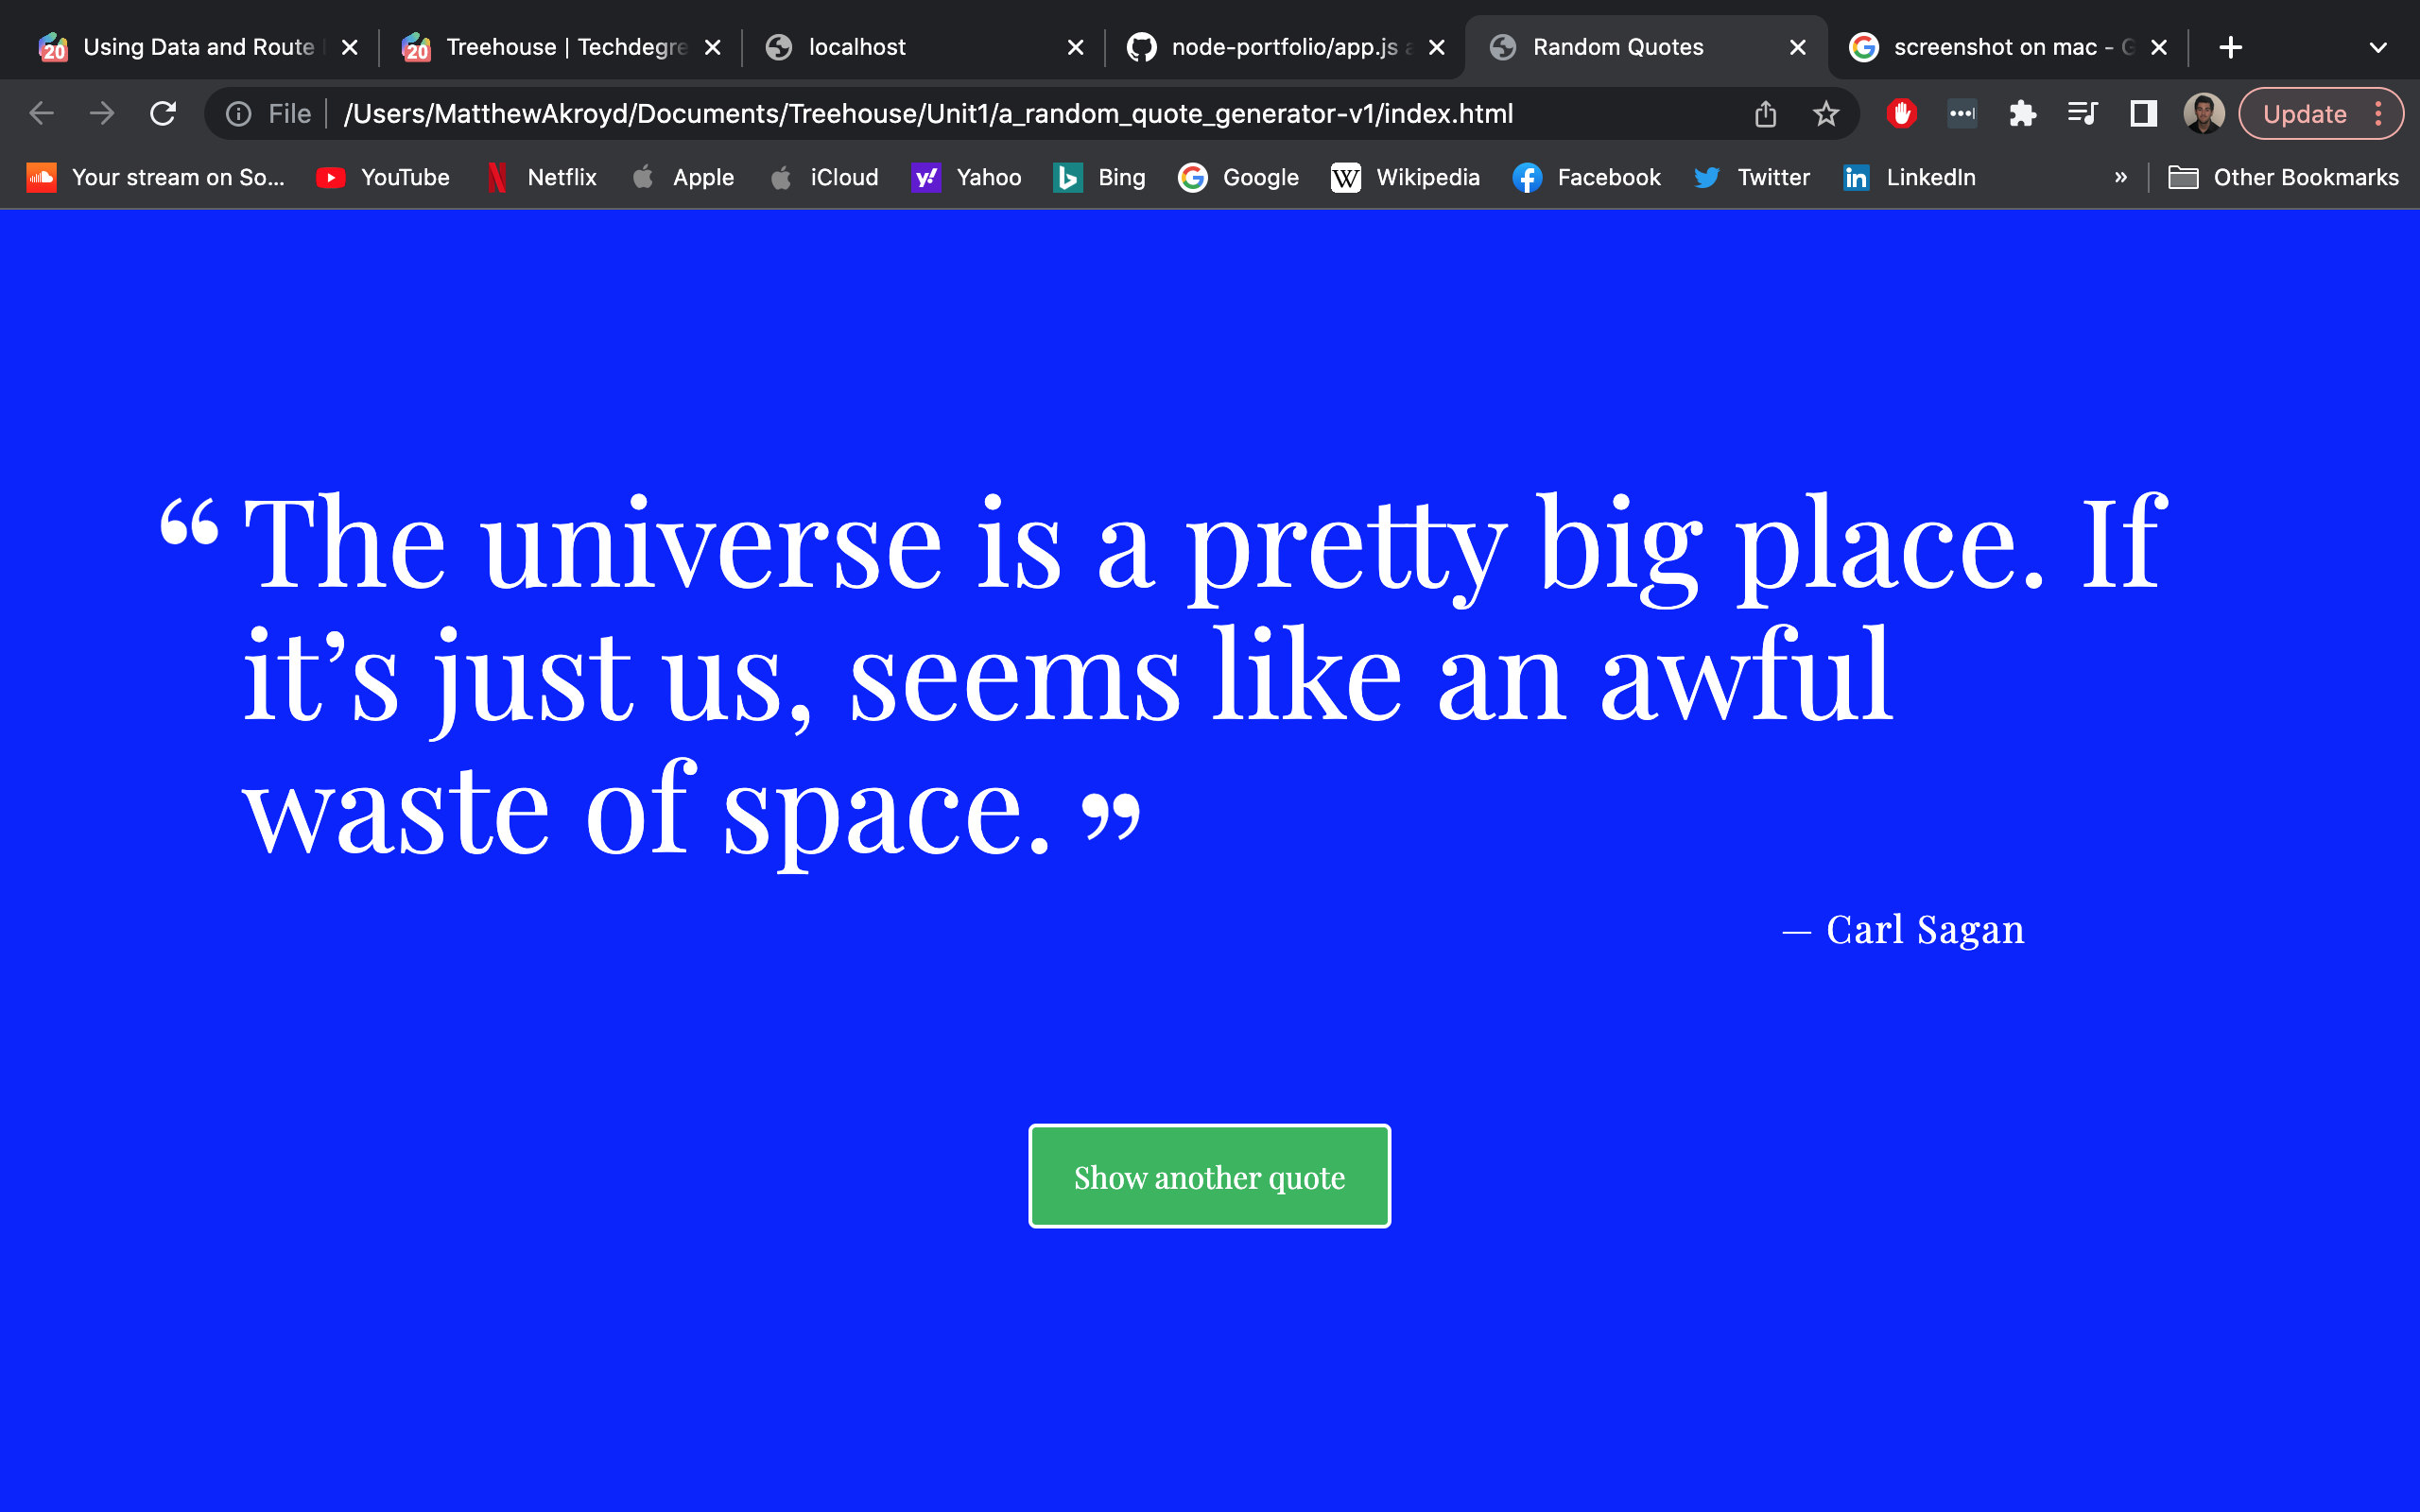 Using Data and Route
Treehouse | Techdegre
localhost
node-portfolio/app.js
Random Quotes
screenshot on mac - G
File
/Users/MatthewAkroyd/Documents/Treehouse/Unit1/a_random_quote_generator-v1/index.html
Update
Your stream on So...
YouTube
Netflix
Apple
iCloud
Yahoo
Bing
Google
Wikipedia
Facebook
Twitter
LinkedIn
»
Other Bookmarks
“The universe is a pretty big place. If
it’s just us, seems like an awful
waste of space.”
— Carl Sagan
Show another quote